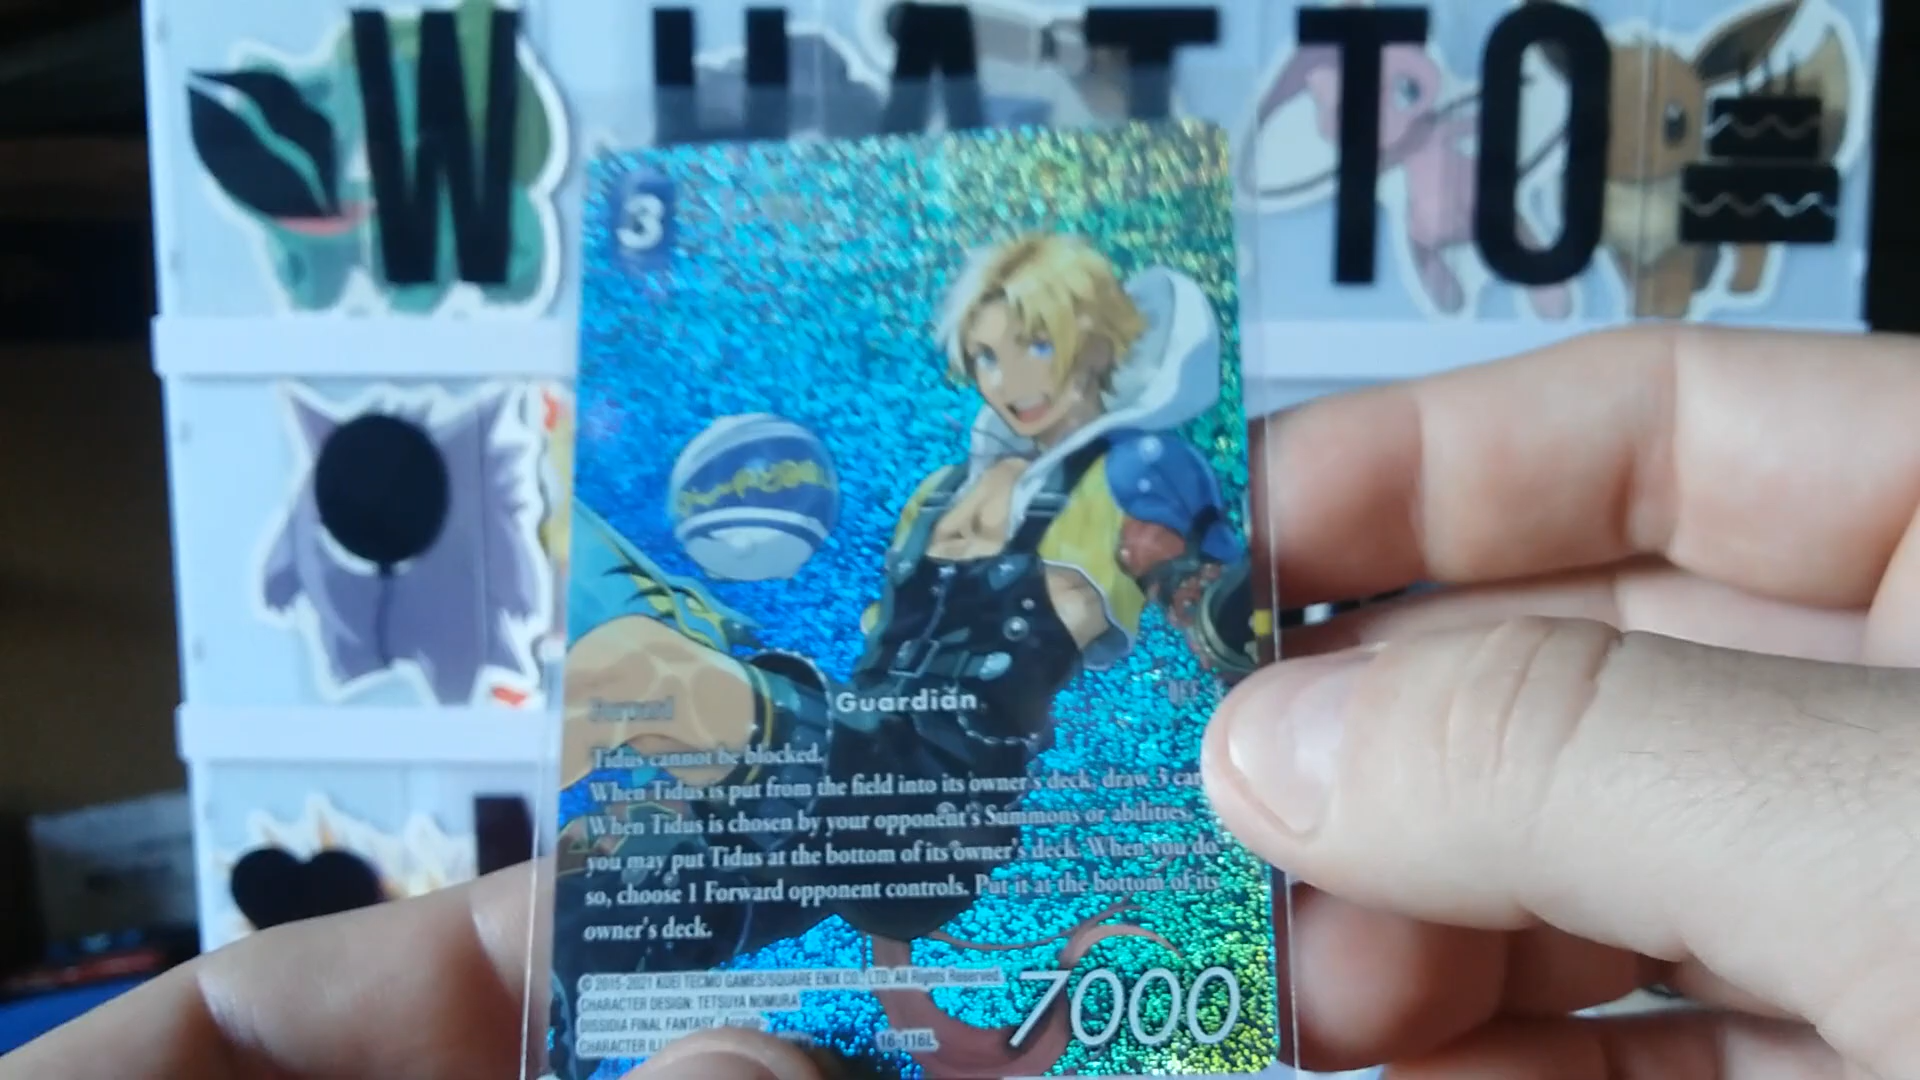 WHAT TO
3
Forward
Guardian
Tidus cannot be blocked.
When Tidus is put from the field into its owner's deck, draw 3
When Tidus is chosen by your opponent's Summons or abilities,
you may put Tidus at the bottom of its owner's deck. When you do
so, choose 1 Forward opponent controls. Put it at the bottom of its
owner's deck.
© 2015-2021 KOEI TECMO GAMES/SQUARE ENIX CO., LTD. All Rights Reserved.
CHARACTER DESIGN: TETSUYA NOMURA
DISSIDIA FINAL FANTASY -Arcade-
CHARACTER
16-116L
7000